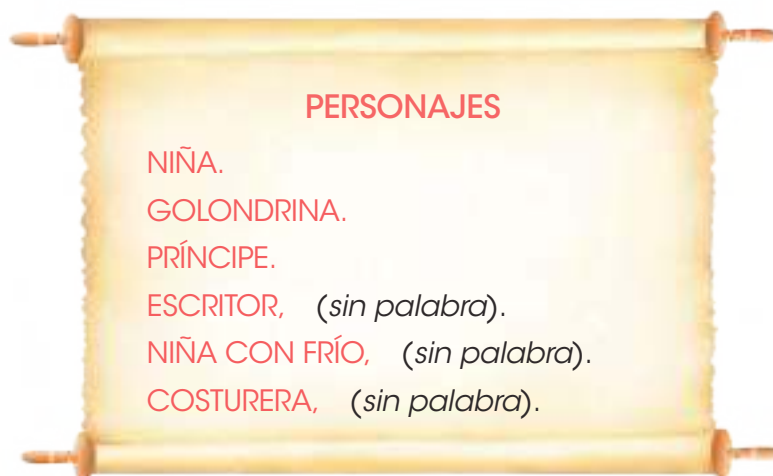 PERSONAJES
NIÑA.
GOLONDRINA.
PRÍNCIPE.
ESCRITOR, (sin palabra).
NIÑA CON FRÍO, (sin palabra).
COSTURERA, (sin palabra).